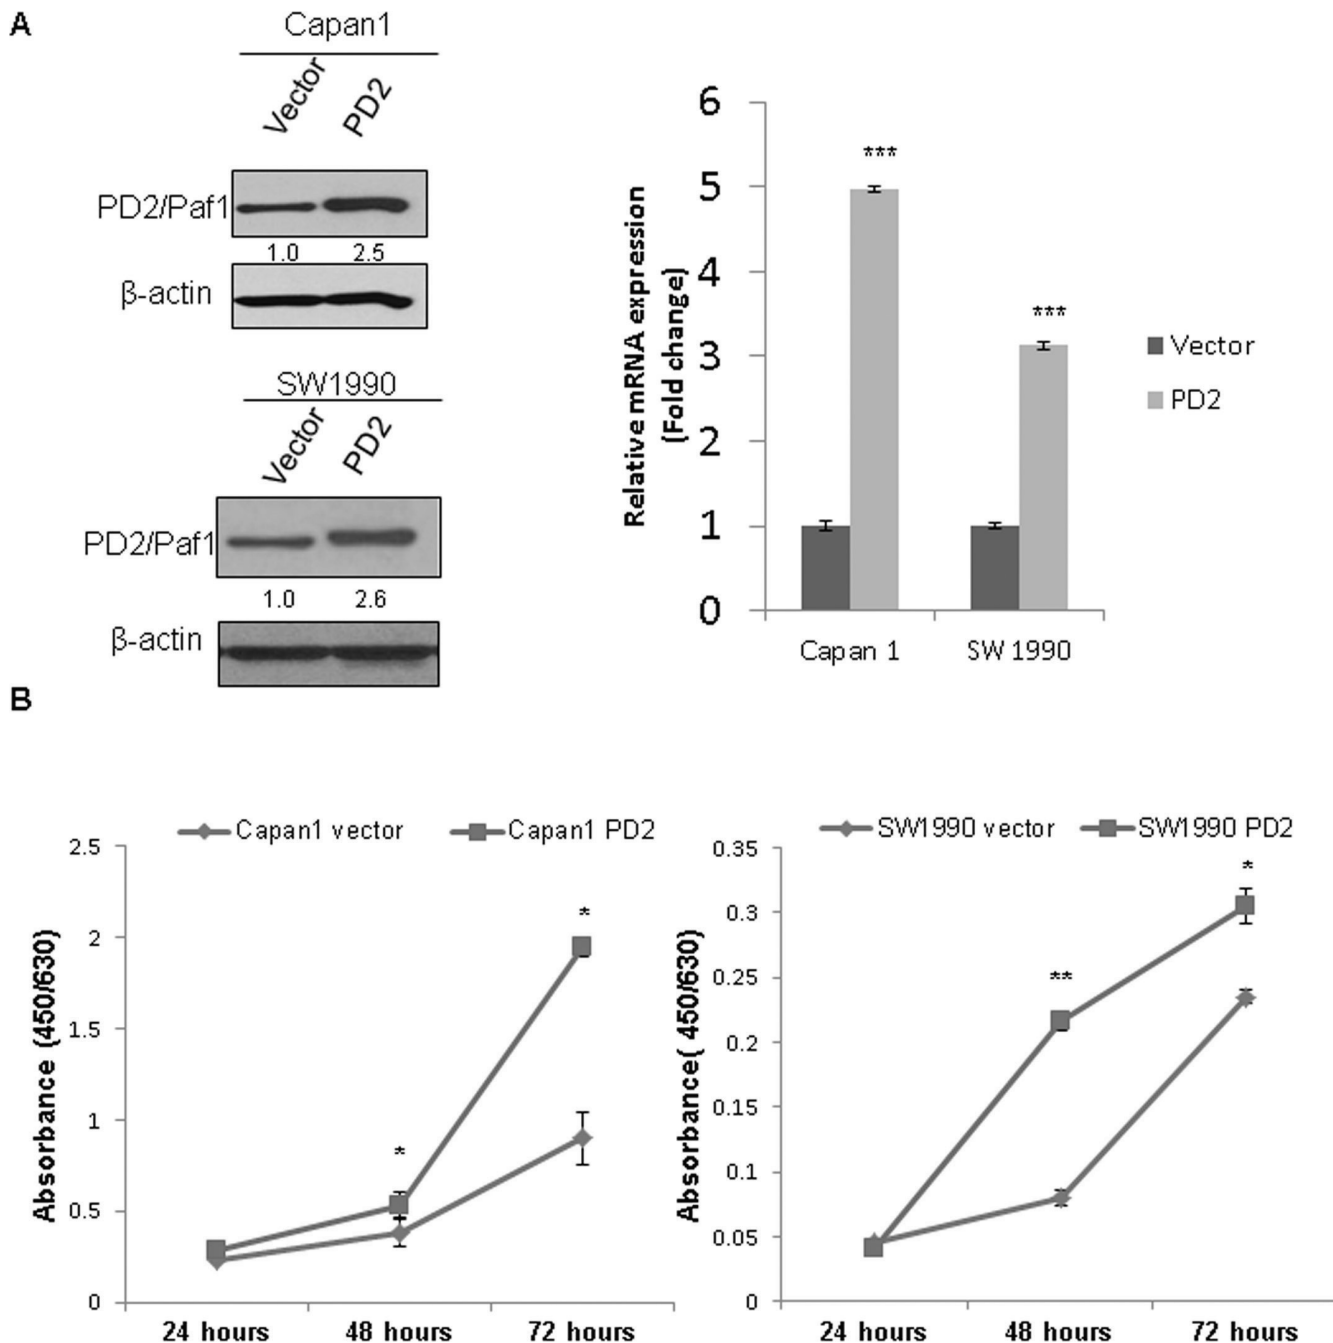 A
Capan1
Vector
PD2
PD2/Paf1
1.0 2.5
β-actin
SW1990
Vector
PD2
PD2/Paf1
1.0 2.6
β-actin
Relative mRNA expression
(Fold change)
6
5
4
3
2
1
0
***
***
Capan 1 SW 1990
Vector
PD2
B
Capan1 vector Capan1 PD2
Absorbance (450/630)
2.5
2
1.5
1
0.5
0
*
*
24 hours 48 hours 72 hours
SW1990 vector SW1990 PD2
Absorbance( 450/630)
0.35
0.3
0.25
0.2
0.15
0.1
0.05
0
**
*
24 hours 48 hours 72 hours